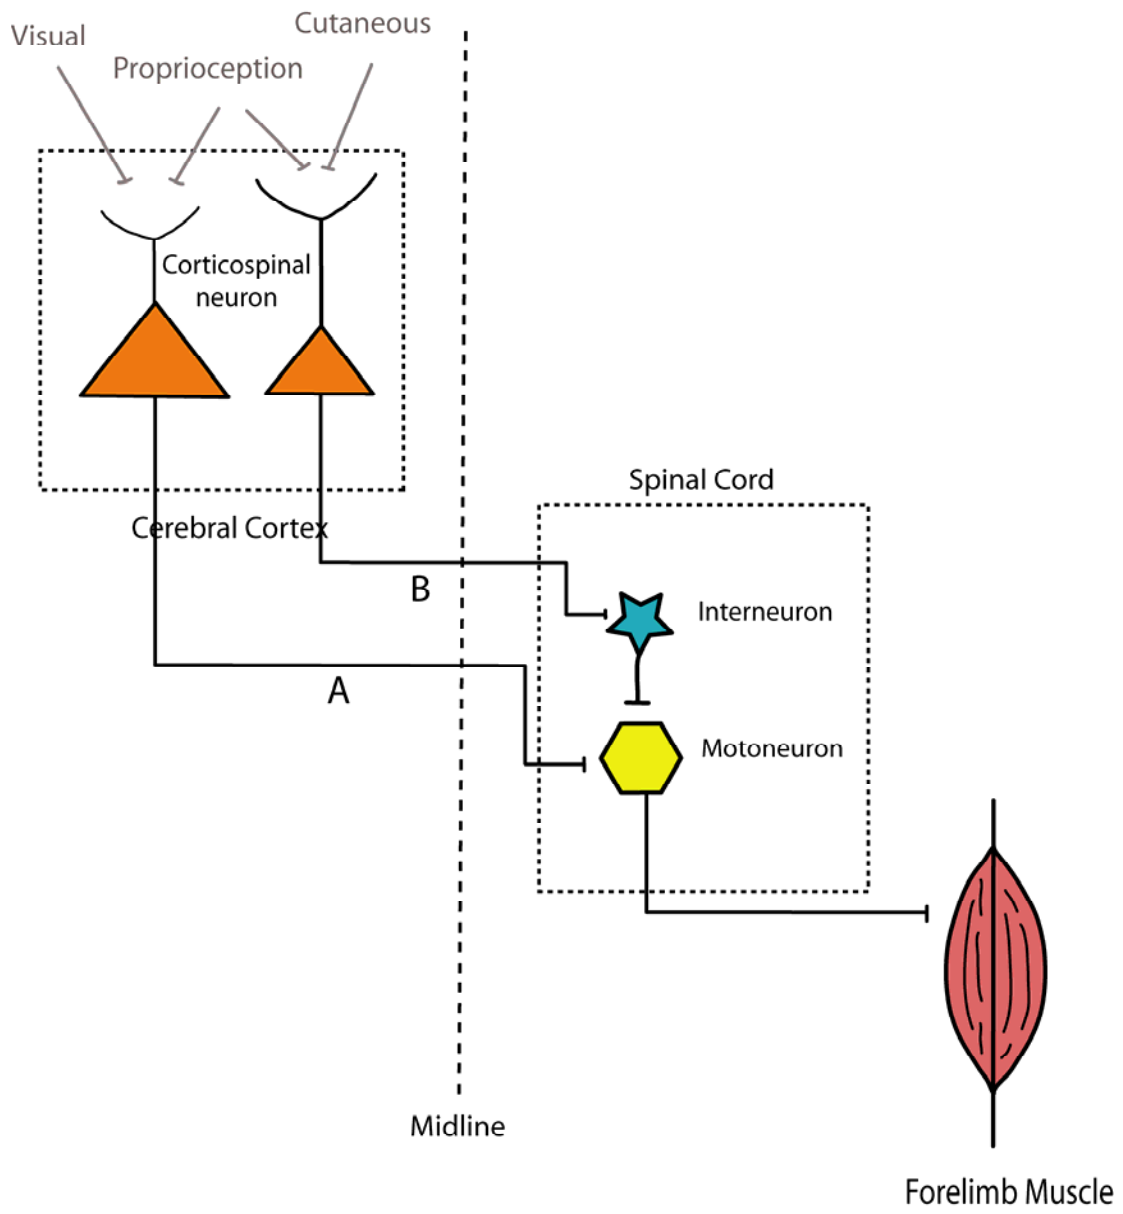 Visual
Cutaneous
Proprioception
Corticospinal
neuron
Cerebral Cortex
Spinal Cord
B
Interneuron
A
Motoneuron
Midline
Forelimb Muscle